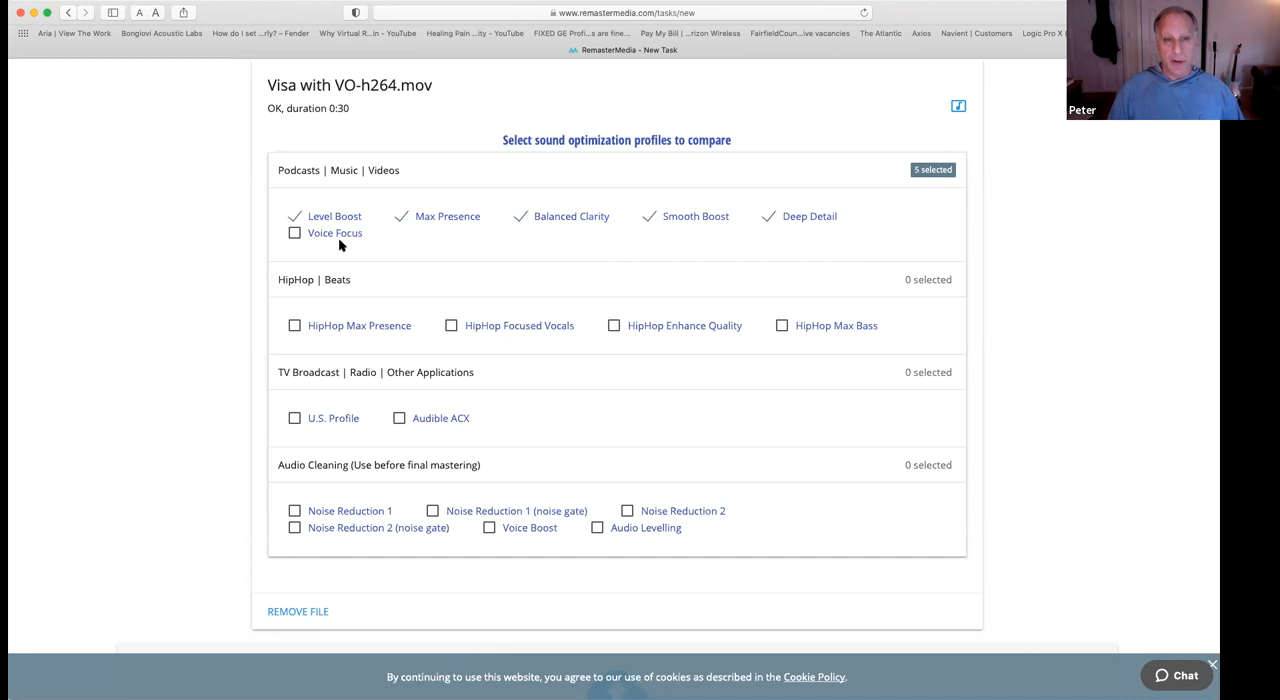 A A www.remastermedia.com/tasks/new
Aria | View The Work Bongiovi Acoustic Labs How do I set ...rly? – Fender Why Virtual R...in - YouTube Healing Pain ...ity - YouTube FIXED GE Profi...s are fine... Pay My Bill | ...rizon Wireless FairfieldCoun...ive vacancies The Atlantic Axios Navient | Customers Logic Pro X
RemasterMedia - New Task
Peter
Visa with VO-h264.mov
OK, duration 0:30
Select sound optimization profiles to compare
Podcasts | Music | Videos 5 selected
Level Boost Max Presence Balanced Clarity Smooth Boost Deep Detail
Voice Focus
HipHop | Beats 0 selected
HipHop Max Presence HipHop Focused Vocals HipHop Enhance Quality HipHop Max Bass
TV Broadcast | Radio | Other Applications 0 selected
U.S. Profile Audible ACX
Audio Cleaning (Use before final mastering) 0 selected
Noise Reduction 1 Noise Reduction 1 (noise gate) Noise Reduction 2
Noise Reduction 2 (noise gate) Voice Boost Audio Levelling
REMOVE FILE
By continuing to use this website, you agree to our use of cookies as described in the Cookie Policy.
Chat